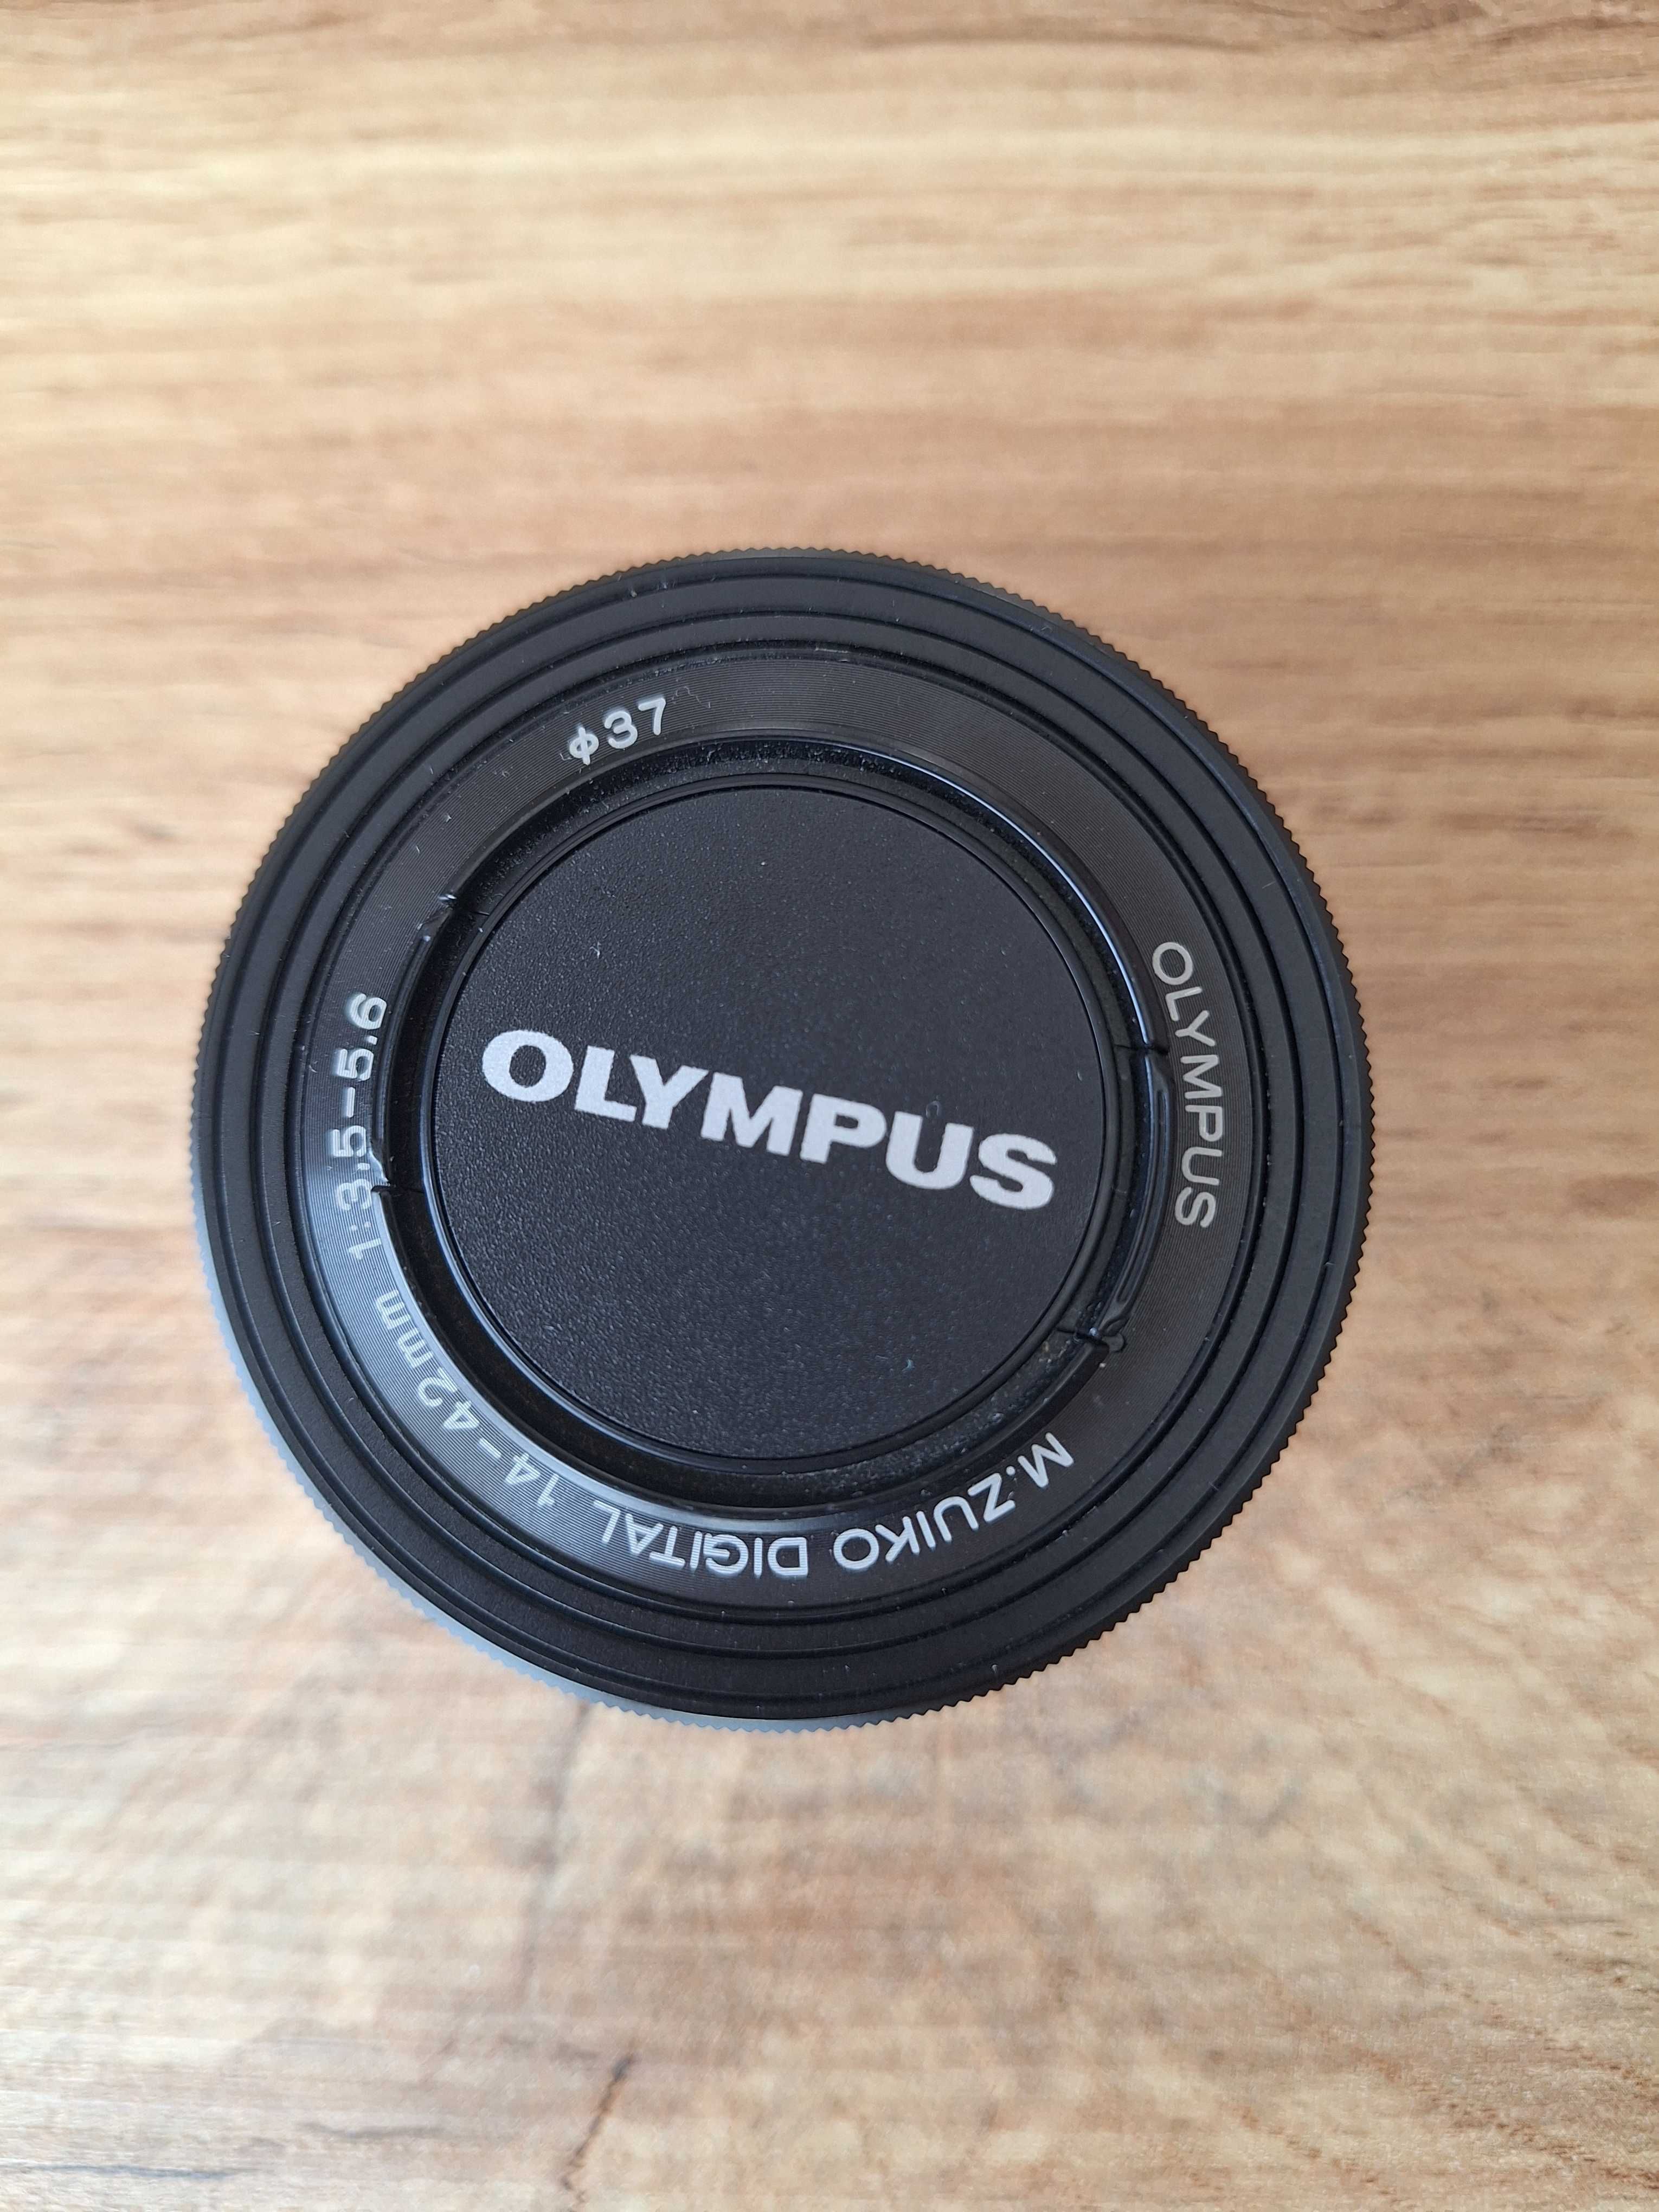 OLYMPUS
OLYMPUS M.ZUIKO DIGITAL 14-42mm 1:3.5-5.6 ϕ37